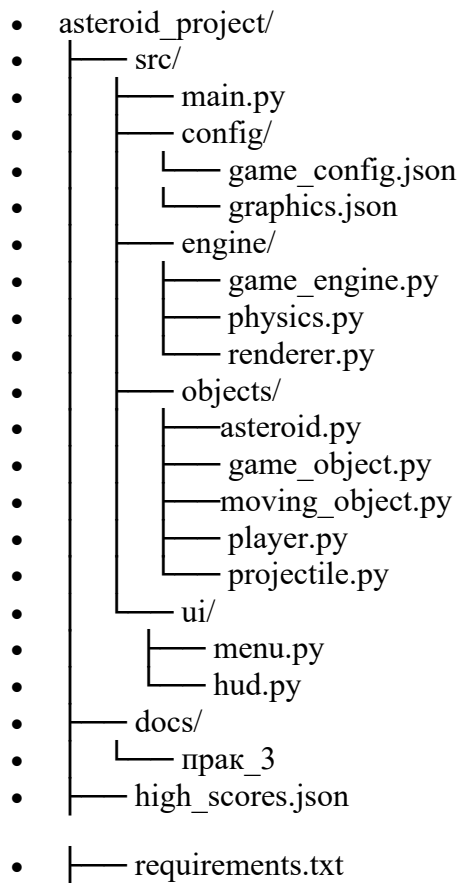 asteroid_project/
src/
main.py
config/
game_config.json
graphics.json
engine/
game_engine.py
physics.py
renderer.py
objects/
asteroid.py
game_object.py
moving_object.py
player.py
projectile.py
ui/
menu.py
hud.py
docs/
прак_3
high_scores.json
requirements.txt